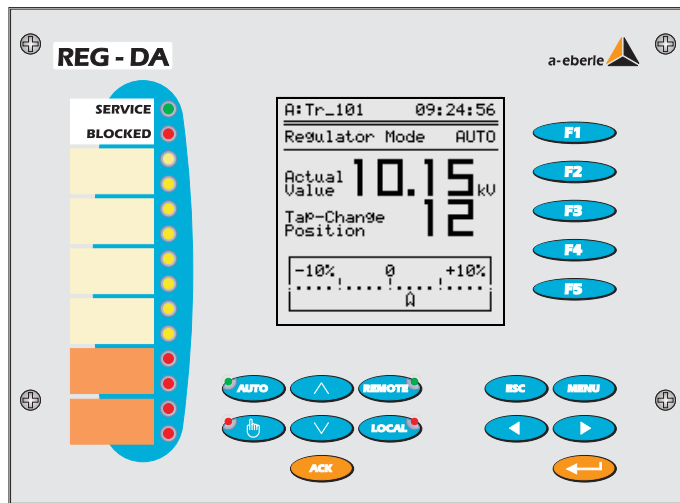 REG - DA
a-eberle
SERVICE
BLOCKED
A:Tr_101 09:24:56
Regulator Mode AUTO
Actual Value 10.15 kV
Tap-Change Position 12
-10% 0 +10%
F1
F2
F3
F4
F5
AUTO
REMOTE
LOCAL
ACK
ESC
MENU